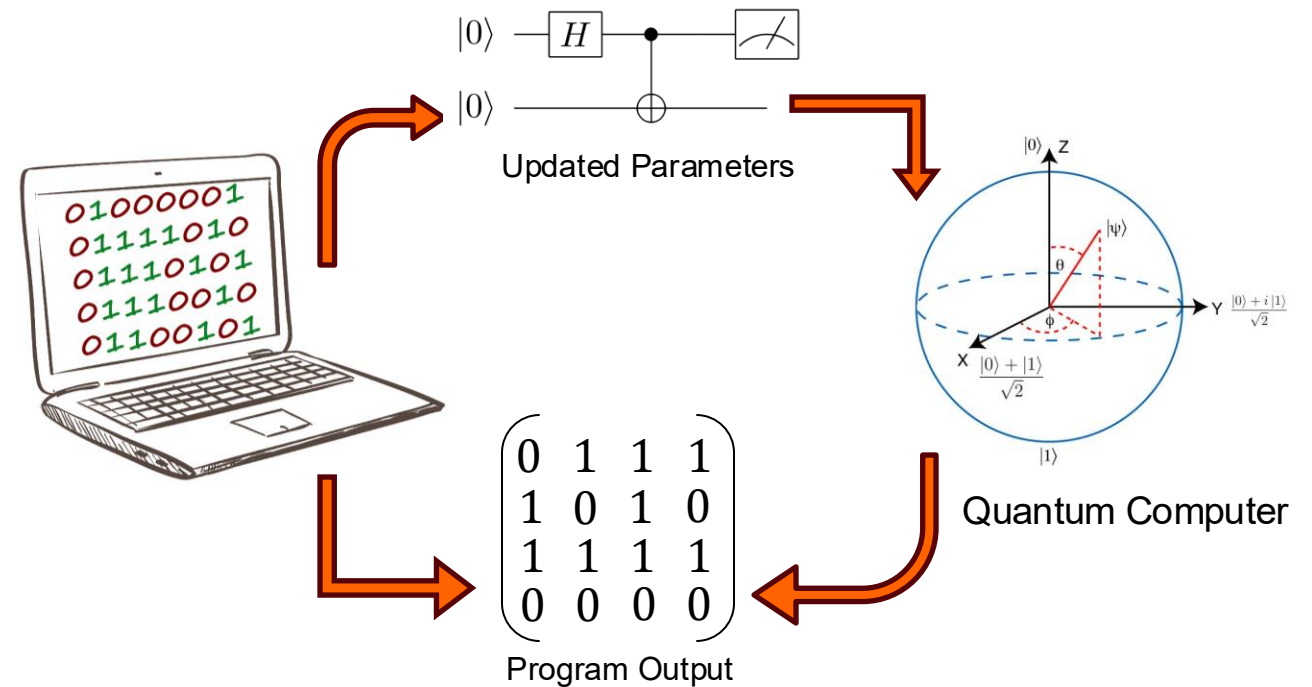 |0⟩ H
|0⟩
Updated Parameters
01000001
01111010
01110101
01110010
01100101
|0⟩ Z
|ψ⟩
θ
ϕ
Y |0⟩ + i |1⟩ / √2
X |0⟩ + |1⟩ / √2
|1⟩
Quantum Computer
0 1 1 1
1 0 1 0
1 1 1 1
0 0 0 0
Program Output